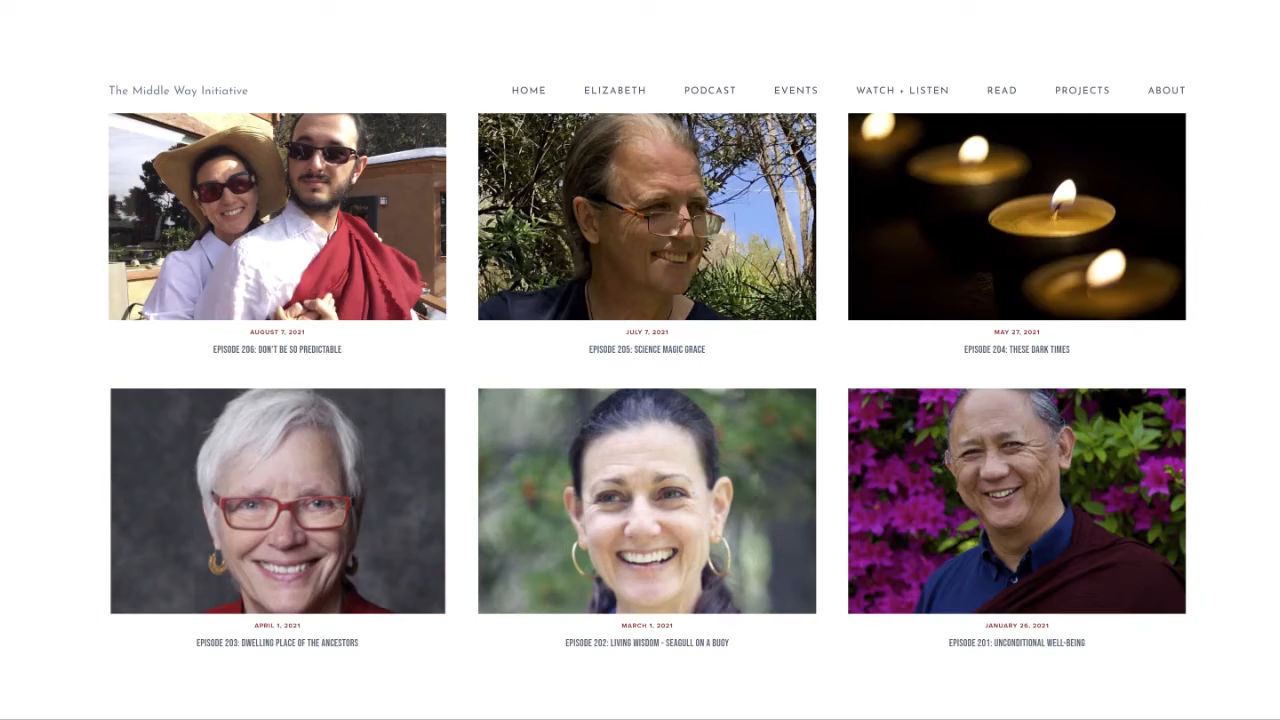 The Middle Way Initiative
HOME ELIZABETH PODCAST EVENTS WATCH + LISTEN READ PROJECTS ABOUT
AUGUST 7, 2021
EPISODE 206: DON'T BE SO PREDICTABLE
JULY 7, 2021
EPISODE 205: SCIENCE MAGIC GRACE
MAY 27, 2021
EPISODE 204: THESE DARK TIMES
APRIL 1, 2021
EPISODE 203: DWELLING PLACE OF THE ANCESTORS
MARCH 1, 2021
EPISODE 202: LIVING WISDOM - SEAGULL ON A BUOY
JANUARY 26, 2021
EPISODE 201: UNCONDITIONAL WELL-BEING